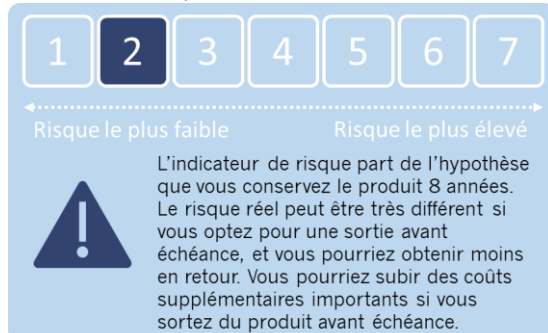 1 2 3 4 5 6 7
Risque le plus faible Risque le plus élevé
L'indicateur de risque part de l'hypothèse
que vous conservez le produit 8 années.
Le risque réel peut être très différent si
vous optez pour une sortie avant
échéance, et vous pourriez obtenir moins
en retour. Vous pourriez subir des coûts
supplémentaires importants si vous
sortez du produit avant échéance.